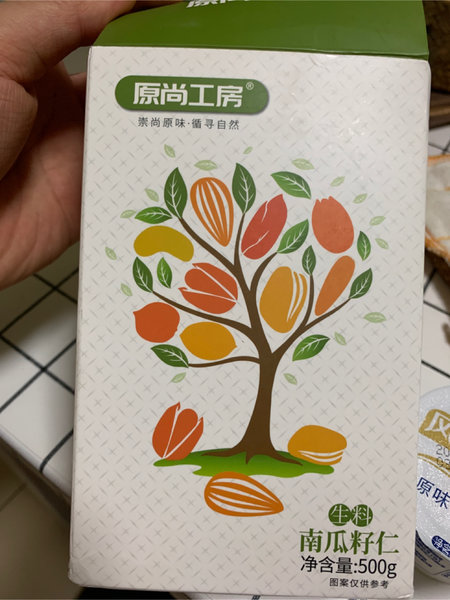 原尚工房®
崇尚原味·循寻自然
生料
南瓜籽仁
净含量:500g
图案仅供参考
原味